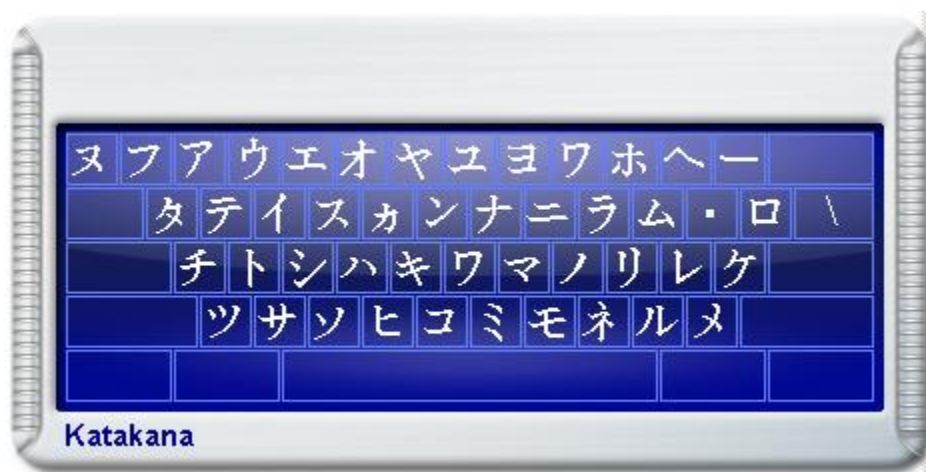 ヌ フ ア ウ エ オ ヤ ユ ヨ ワ ホ ヘ ー
タ テ イ ス ヵ ン ナ ニ ラ ム ・ ロ \
チ ト シ ハ キ ワ マ ノ リ レ ケ
ツ サ ソ ヒ コ ミ モ ネ ル メ
Katakana